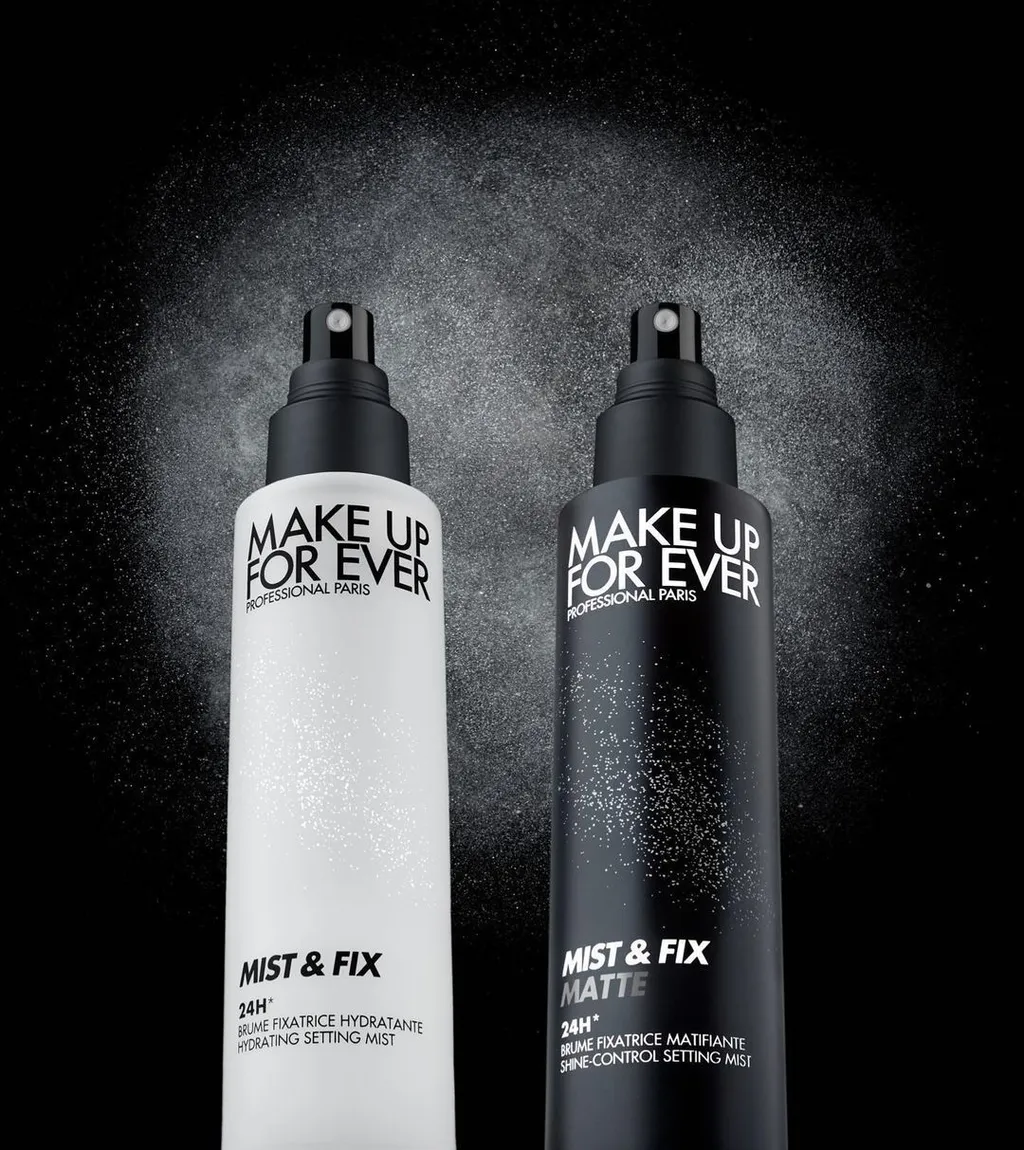 MAKE UP
FOR EVER
PROFESSIONAL PARIS
MIST & FIX
24H*
BRUME FIXATRICE HYDRATANTE
HYDRATING SETTING MIST
MAKE UP
FOR EVER
PROFESSIONAL PARIS
MIST & FIX
MATTE
24H*
BRUME FIXATRICE MATIFIANTE
SHINE-CONTROL SETTING MIST